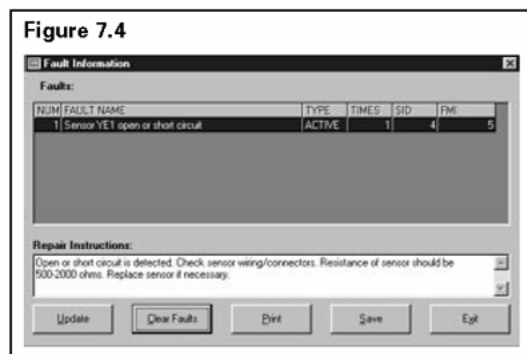 Figure 7.4
Fault Information
Faults:
NUM FAULT NAME TYPE TIMES SID FMI
1 Sensor YE1 open or short circuit ACTIVE 1 4 5
Repair Instructions:
Open or short circuit is detected. Check sensor wiring/connectors. Resistance of sensor should be
500-2000 ohms. Replace sensor if necessary.
Update Clear Faults Print Save Exit